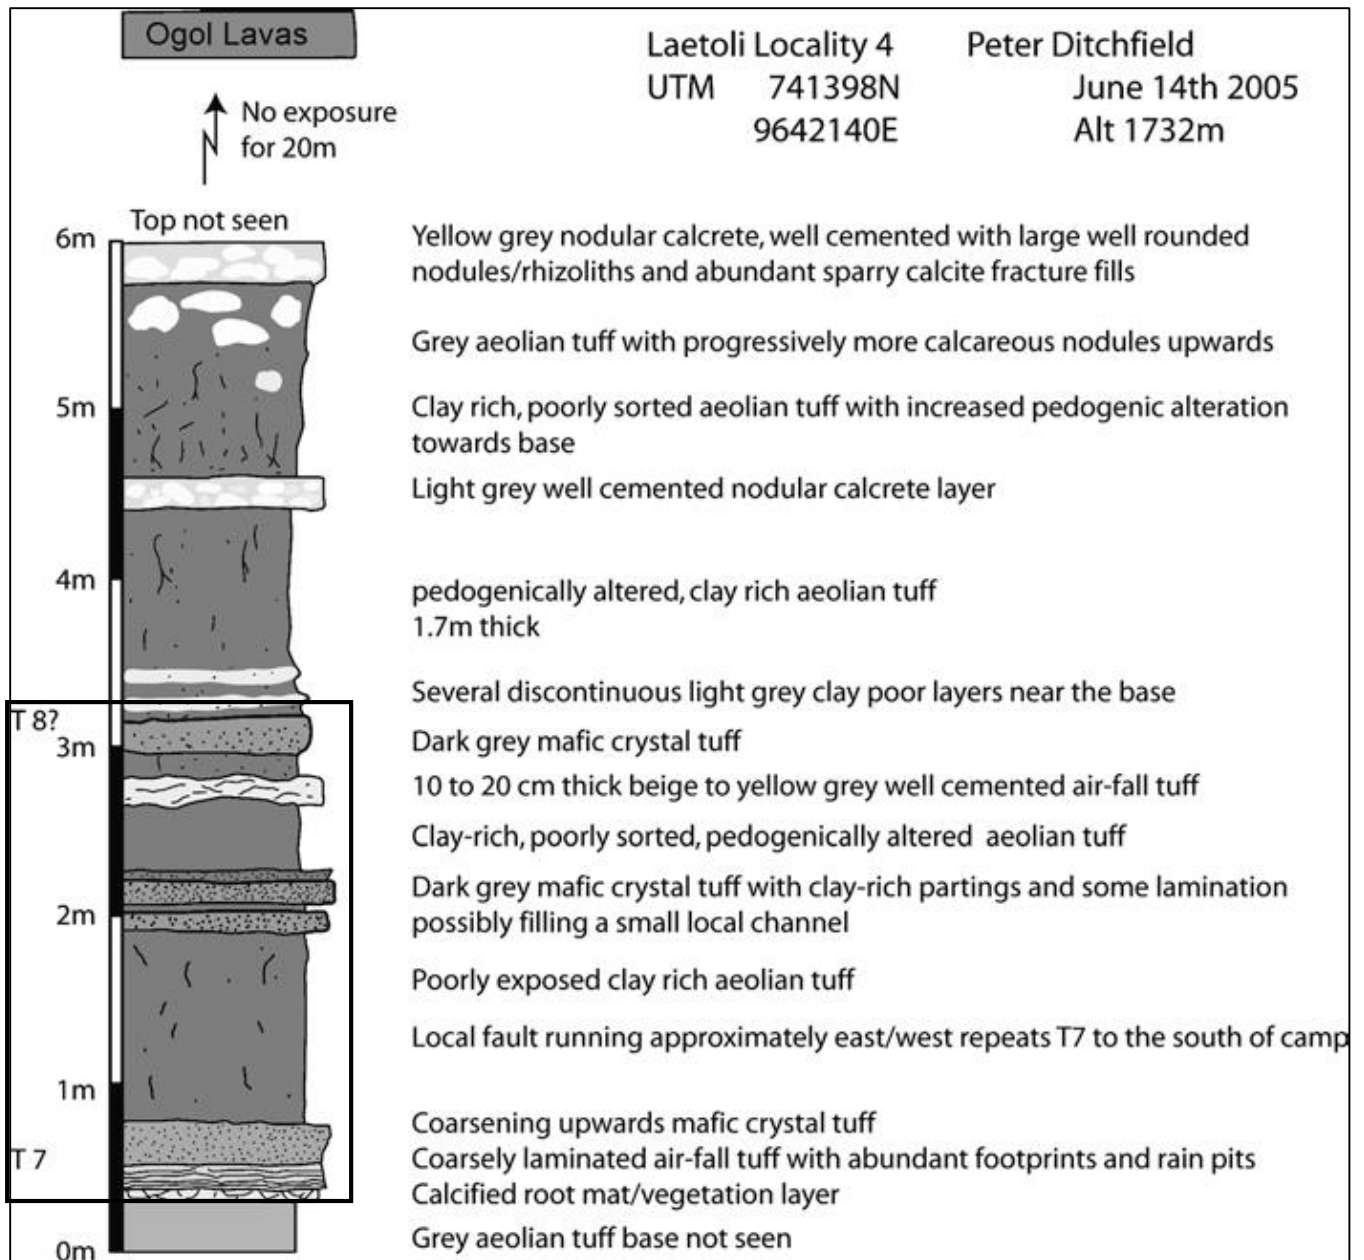 Ogol Lavas
Laetoli Locality 4 Peter Ditchfield
UTM 741398N June 14th 2005
9642140E Alt 1732m
No exposure
for 20m
Top not seen
6m
Yellow grey nodular calcrete, well cemented with large well rounded
nodules/rhizoliths and abundant sparry calcite fracture fills
Grey aeolian tuff with progressively more calcareous nodules upwards
5m
Clay rich, poorly sorted aeolian tuff with increased pedogenic alteration
towards base
Light grey well cemented nodular calcrete layer
4m
pedogenically altered, clay rich aeolian tuff
1.7m thick
Several discontinuous light grey clay poor layers near the base
T 8?
3m
Dark grey mafic crystal tuff
10 to 20 cm thick beige to yellow grey well cemented air-fall tuff
Clay-rich, poorly sorted, pedogenically altered aeolian tuff
Dark grey mafic crystal tuff with clay-rich partings and some lamination
2m
possibly filling a small local channel
Poorly exposed clay rich aeolian tuff
Local fault running approximately east/west repeats T7 to the south of camp
1m
Coarsening upwards mafic crystal tuff
T 7
Coarsely laminated air-fall tuff with abundant footprints and rain pits
Calcified root mat/vegetation layer
Grey aeolian tuff base not seen
0m